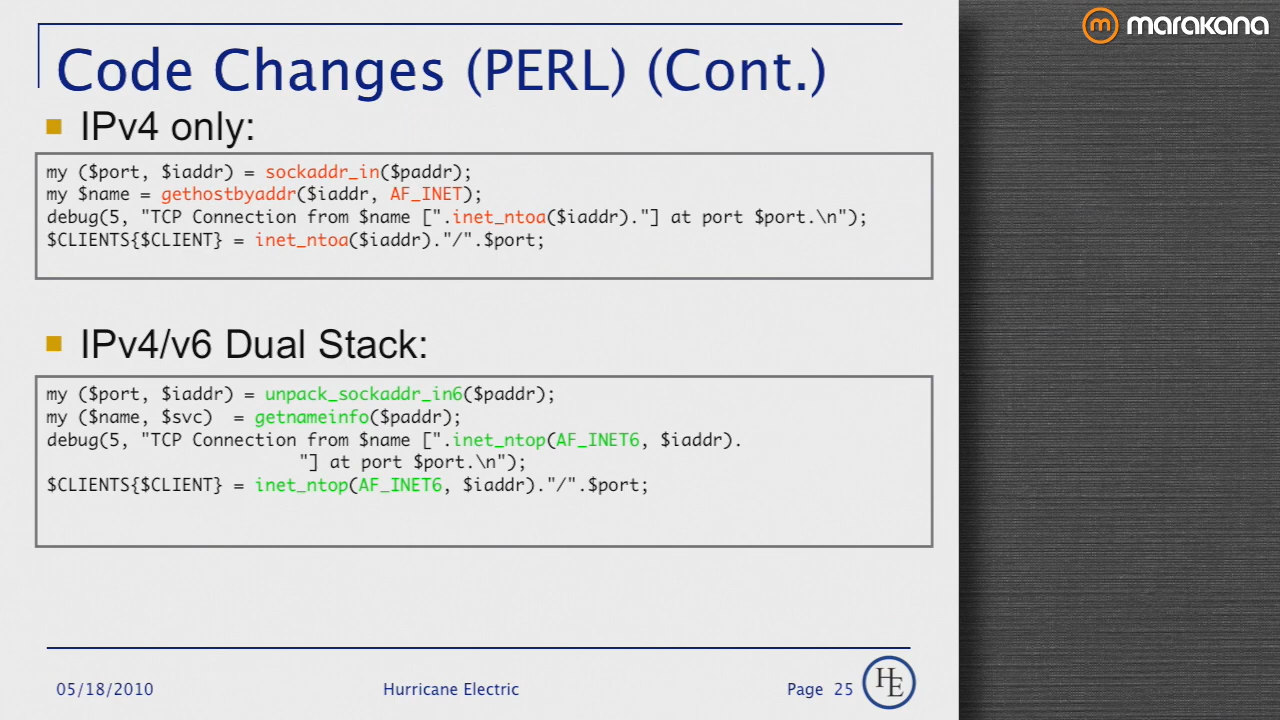 marakana
Code Changes (PERL) (Cont.)
IPv4 only:
my ($port, $iaddr) = sockaddr_in($paddr);
my $name = gethostbyaddr($iaddr, AF_INET);
debug(5, "TCP Connection from $name [".inet_ntoa($iaddr)."] at port $port.\n");
$CLIENTS{$CLIENT} = inet_ntoa($iaddr)."/".$port;
IPv4/v6 Dual Stack:
my ($port, $iaddr) = unpack_sockaddr_in6($paddr);
my ($name, $svc)  = getnameinfo($paddr);
debug(5, "TCP Connection from $name [".inet_ntop(AF_INET6, $iaddr).
"] at port $port.\n");
$CLIENTS{$CLIENT} = inet_ntop(AF_INET6, $iaddr)."/".$port;
05/18/2010
Hurricane Electric
Page 25
HE